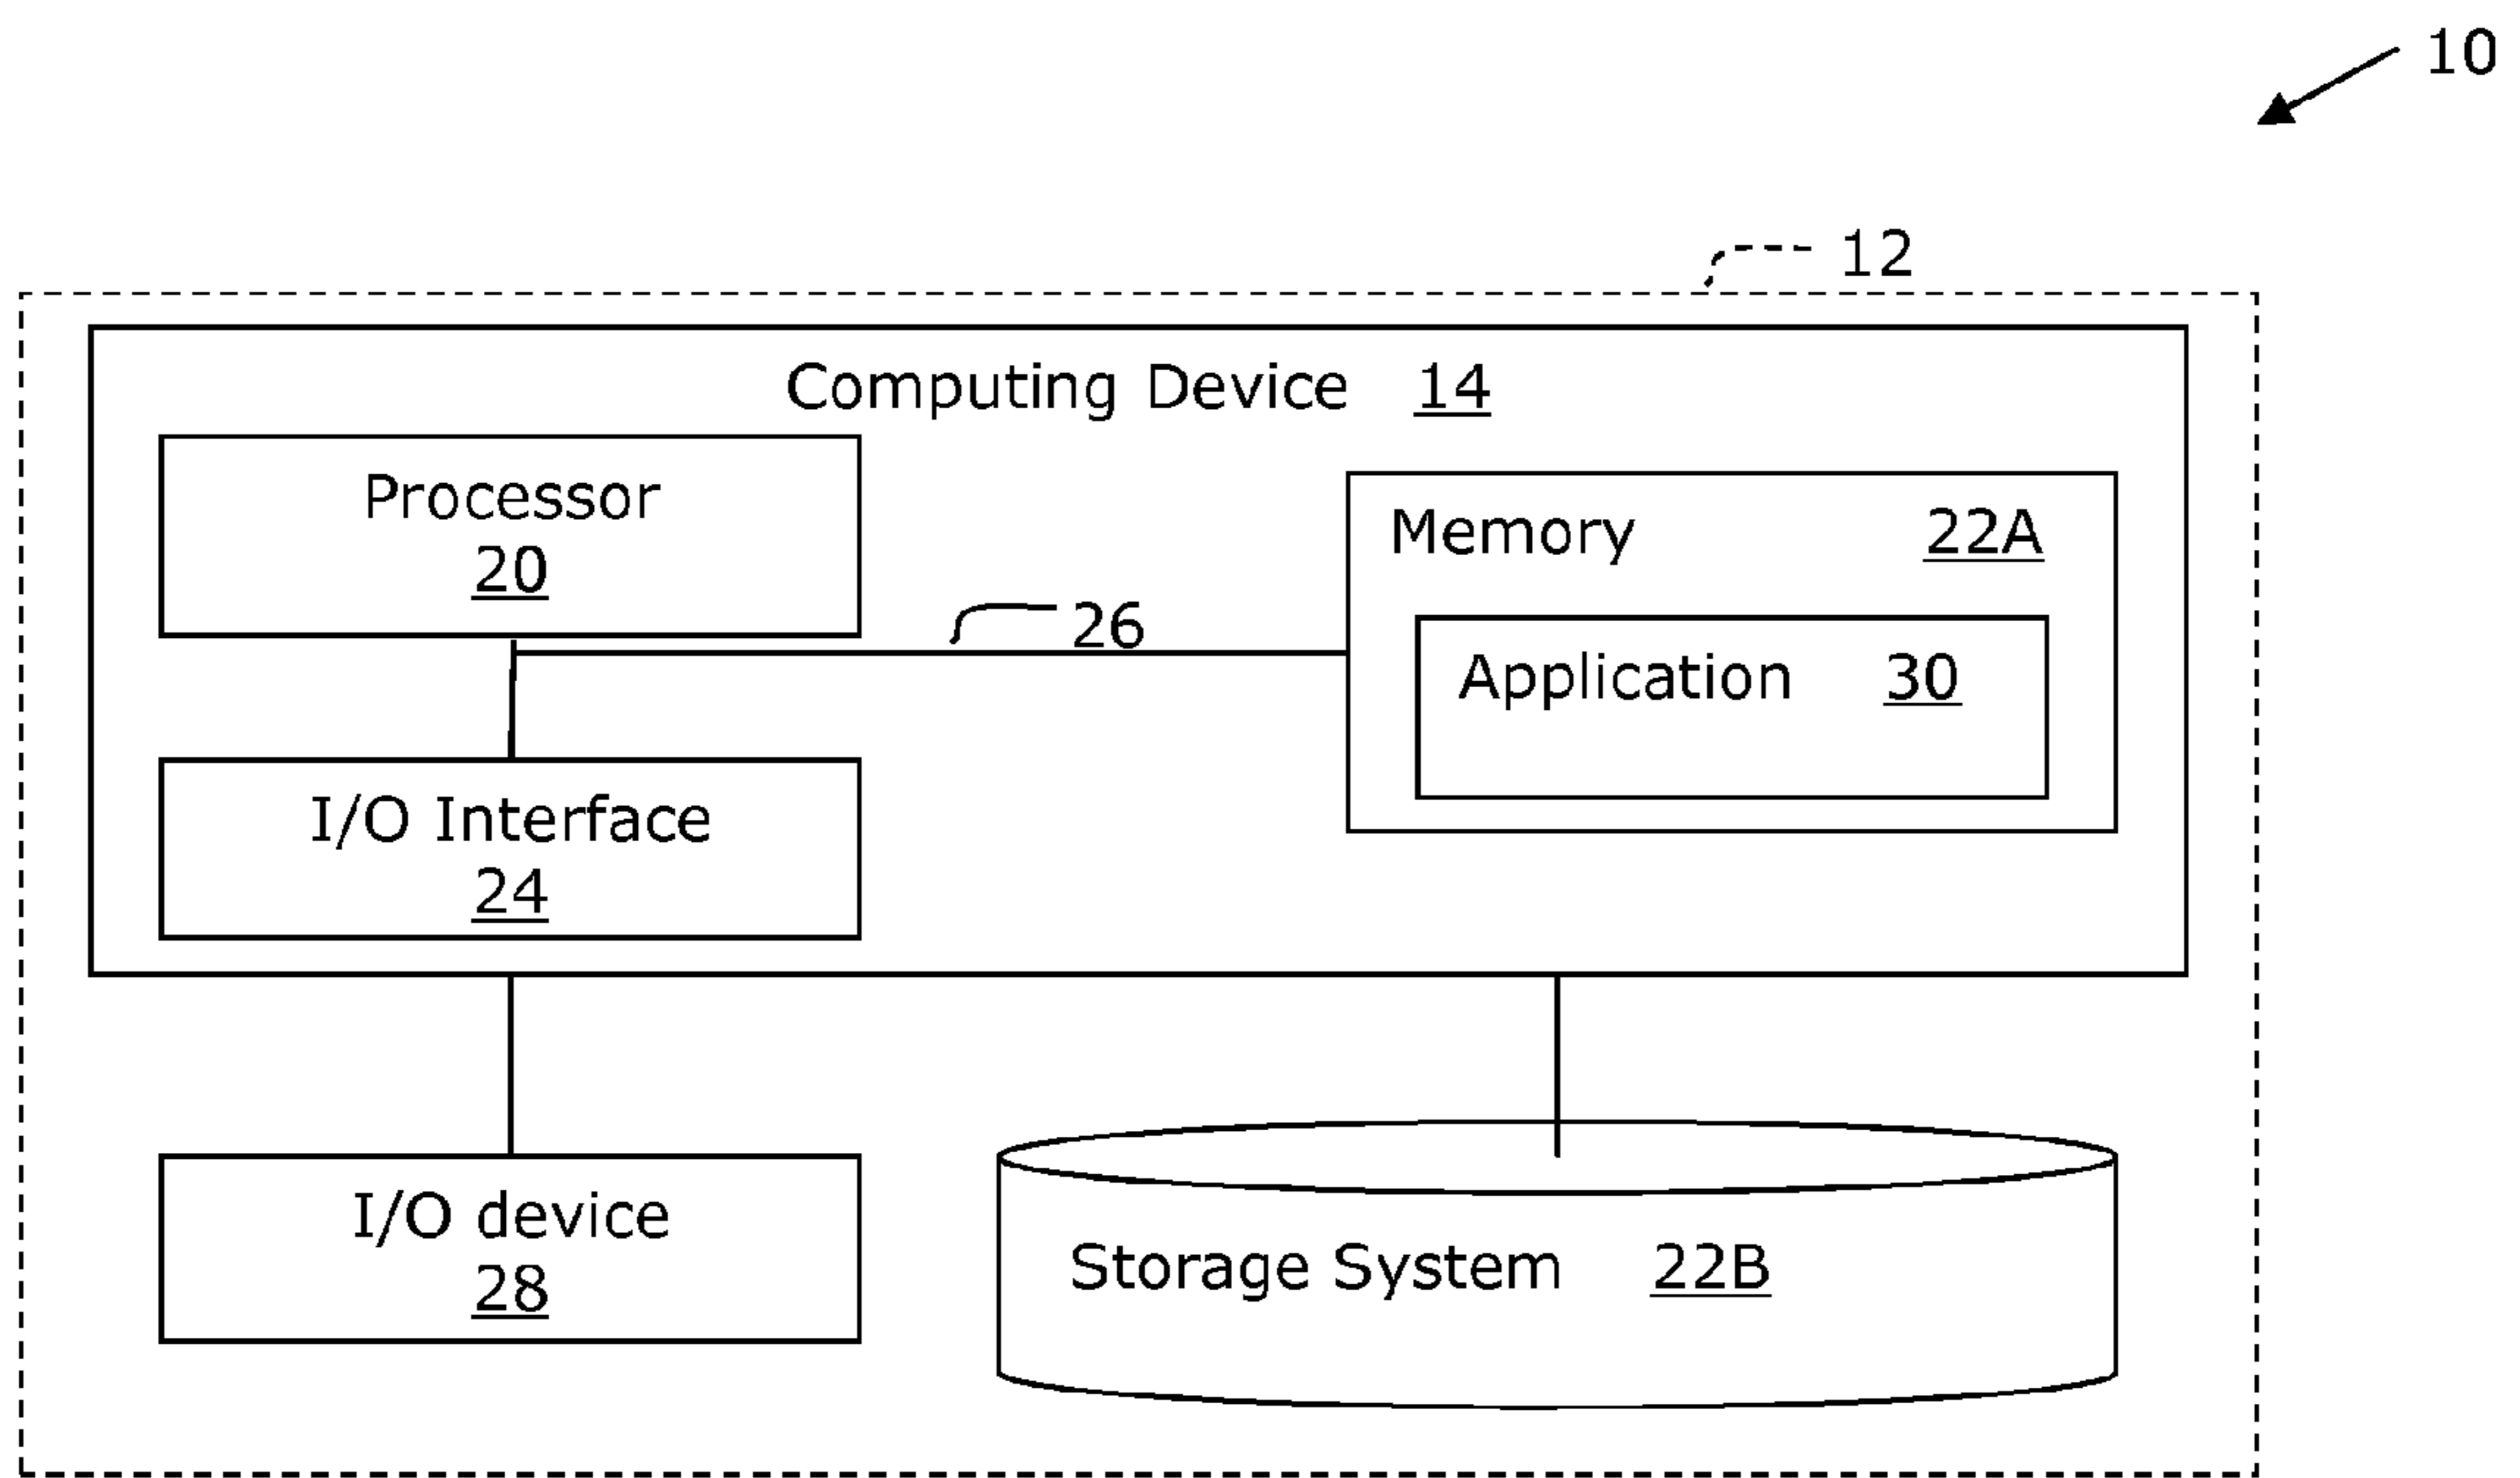 10
12
Computing Device 14
Processor
20
Memory 22A
26
Application 30
I/O Interface
24
I/O device
28
Storage System 22B